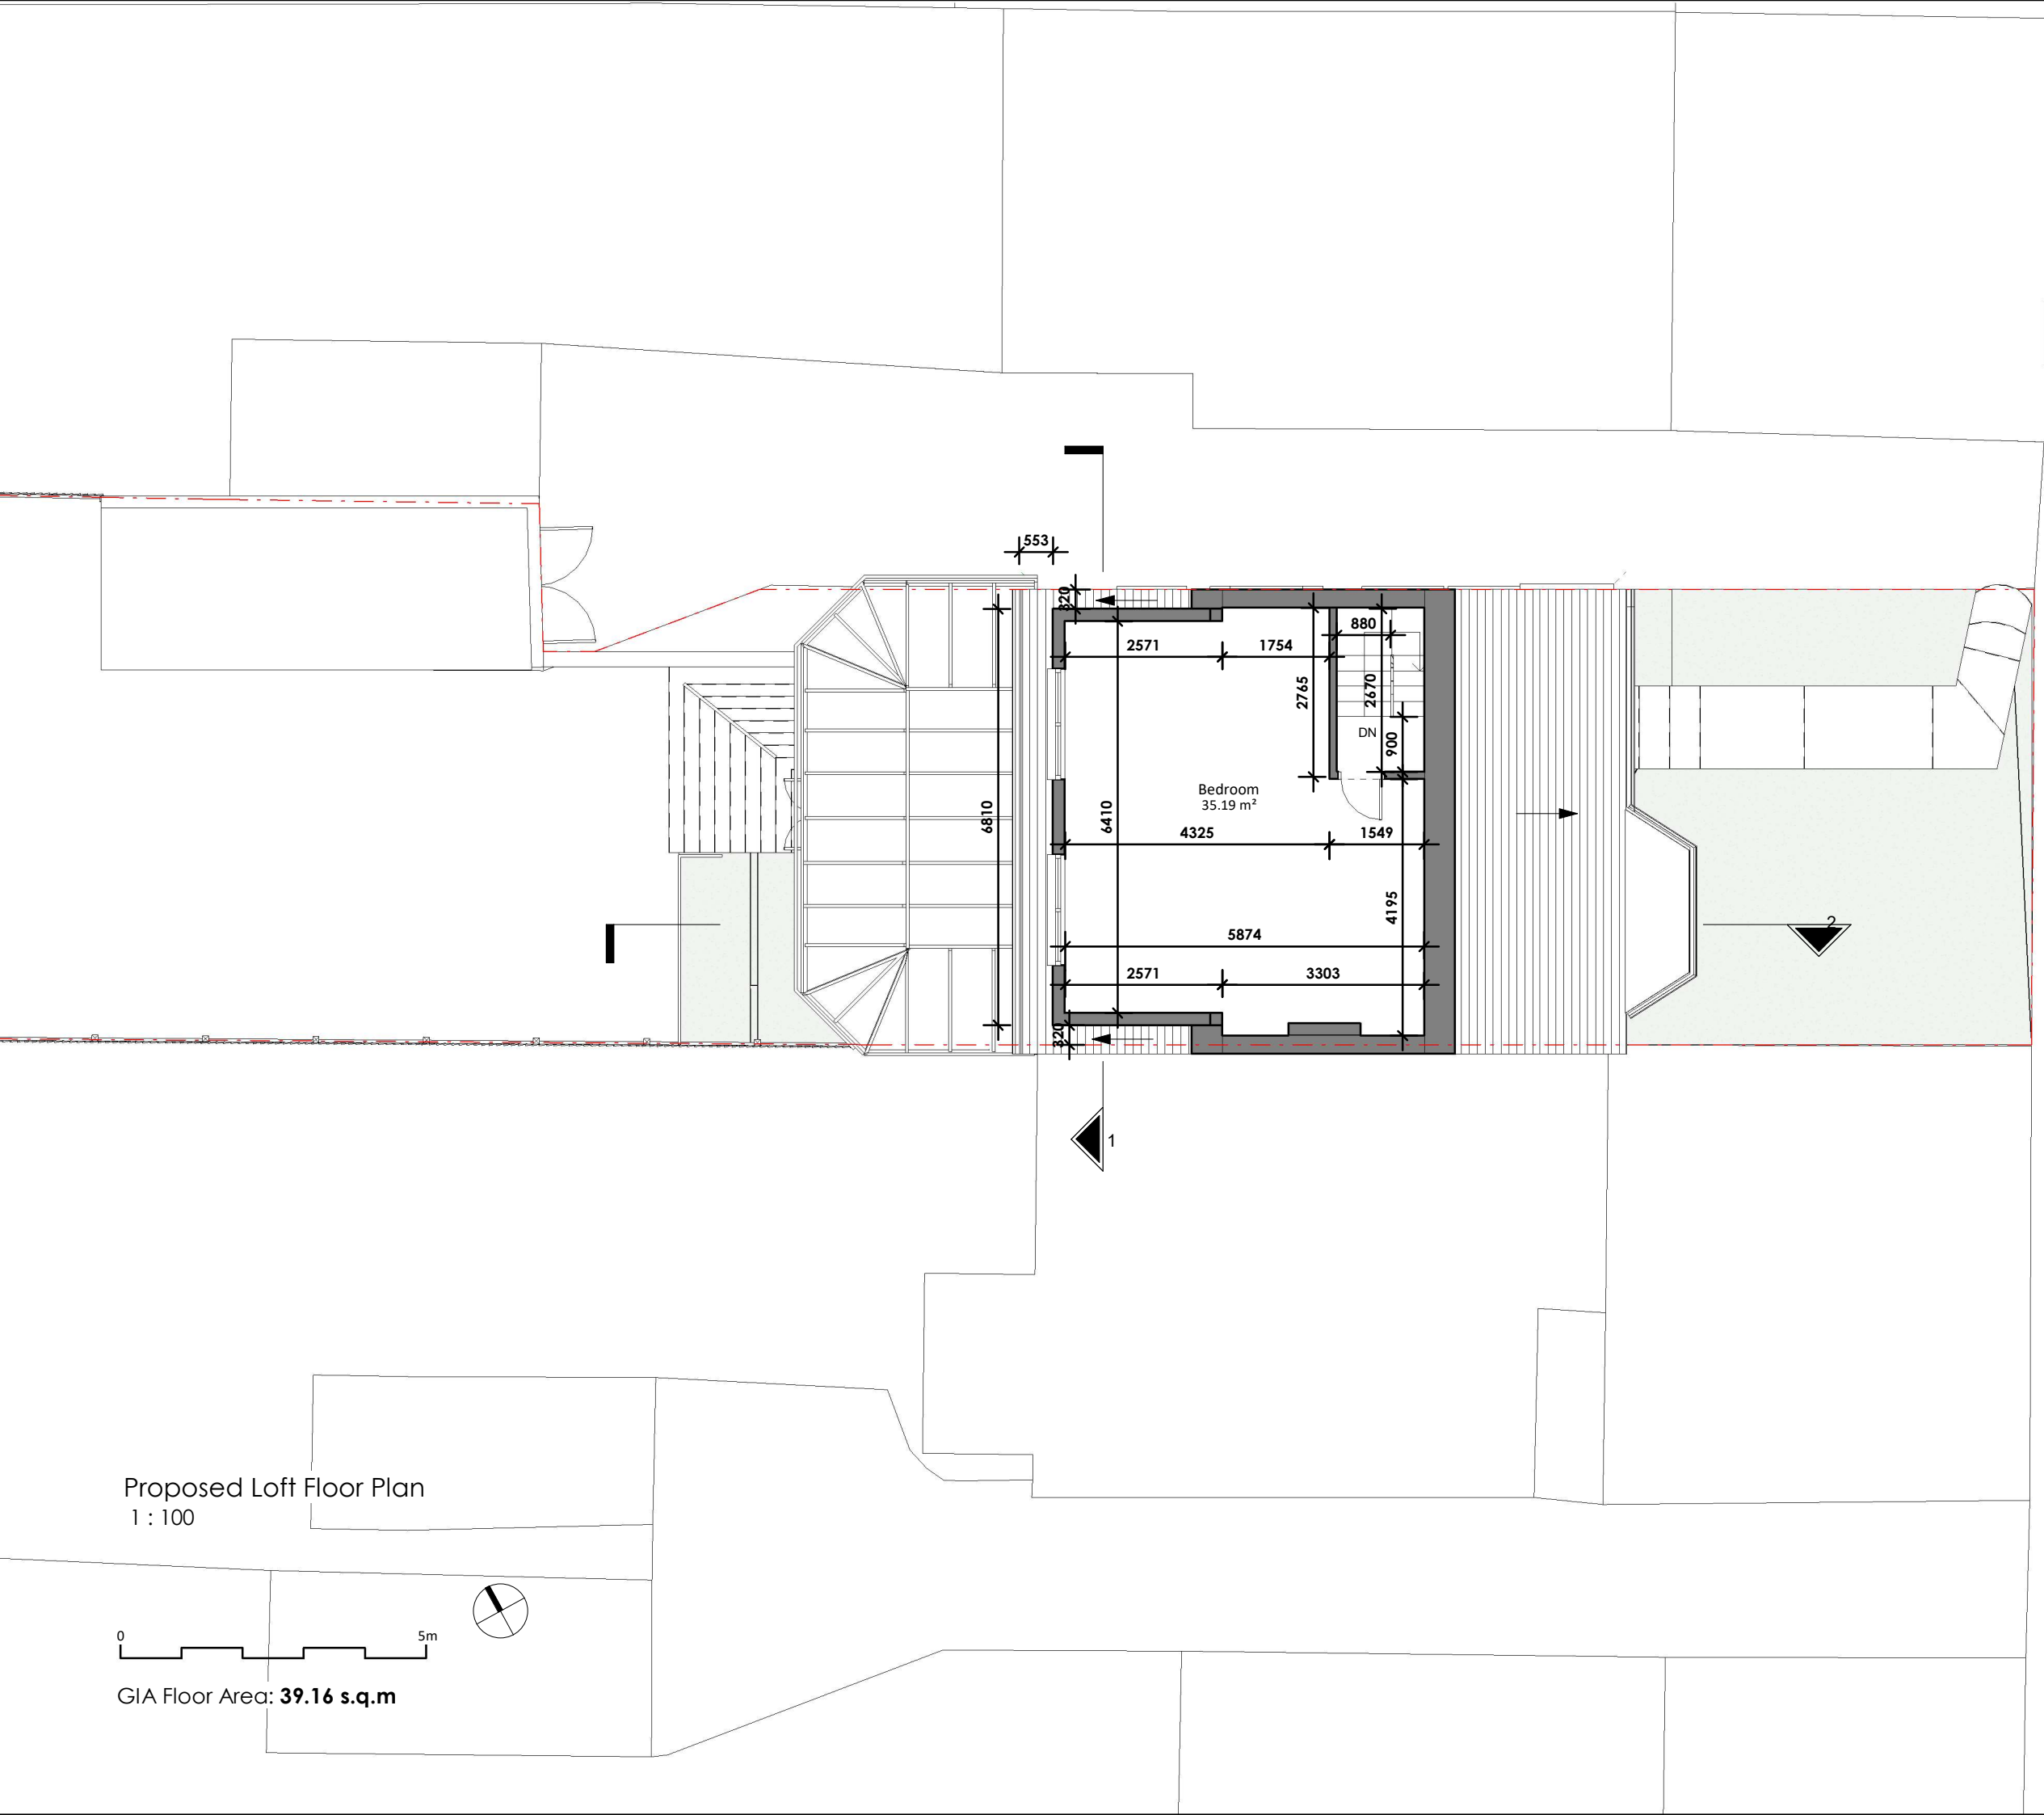 553
320
880
2571
1754
2765
2670
DN
900
Bedroom
35.19 m²
6810
6410
4325
1549
4195
2
5874
2571
3303
320
1
Proposed Loft Floor Plan
1 : 100
0
5m
GIA Floor Area: 39.16 s.q.m